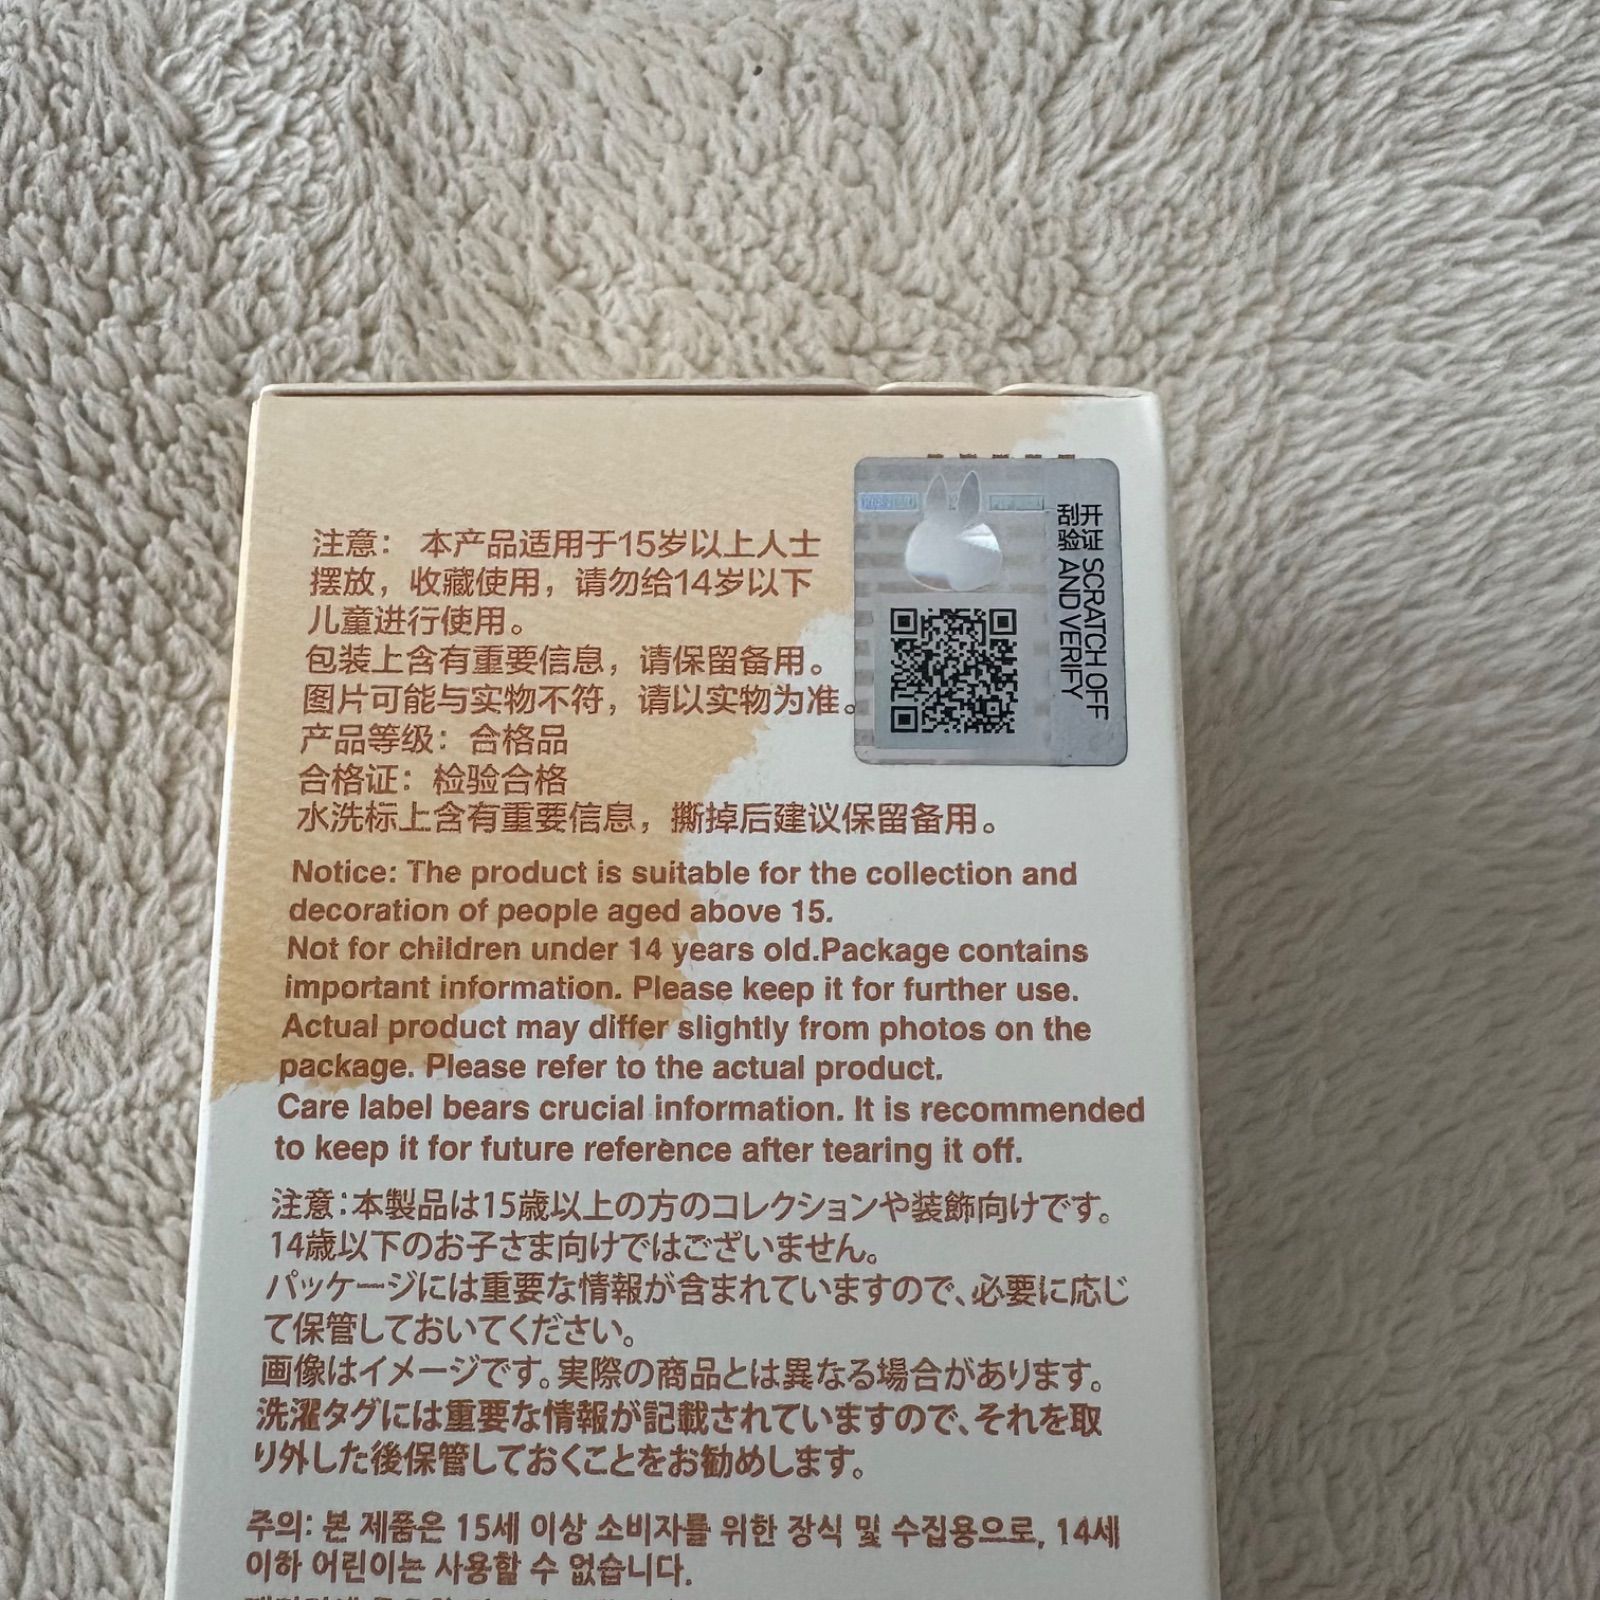 注意： 本产品适用于15岁以上人士
摆放，收藏使用，请勿给14岁以下
儿童进行使用。
包装上含有重要信息，请保留备用。
图片可能与实物不符，请以实物为准。
产品等级：合格品
合格证：检验合格
水洗标上含有重要信息，撕掉后建议保留备用。
刮开
验证
SCRATCH OFF
AND VERIFY
Notice: The product is suitable for the collection and
decoration of people aged above 15.
Not for children under 14 years old.Package contains
important information. Please keep it for further use.
Actual product may differ slightly from photos on the
package. Please refer to the actual product.
Care label bears crucial information. It is recommended
to keep it for future reference after tearing it off.
注意：本製品は15歳以上の方のコレクションや装飾向けです。
14歳以下のお子さま向けではございません。
パッケージには重要な情報が含まれていますので、必要に応じ
て保管しておいてください。
画像はイメージです。実際の商品とは異なる場合があります。
洗濯タグには重要な情報が記載されていますので、それを取
り外した後保管しておくことをお勧めします。
주의: 본 제품은 15세 이상 소비자를 위한 장식 및 수집용으로, 14세
이하 어린이는 사용할 수 없습니다.